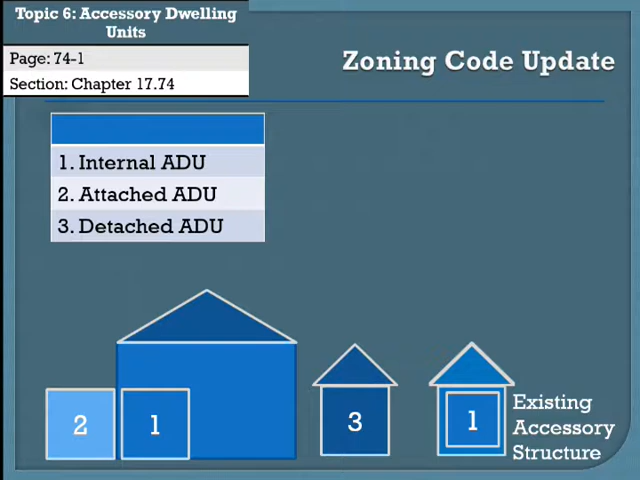 Topic 6: Accessory Dwelling
Units
Page: 74-1
Section: Chapter 17.74
Zoning Code Update
1. Internal ADU
2. Attached ADU
3. Detached ADU
2
1
3
1
Existing
Accessory
Structure